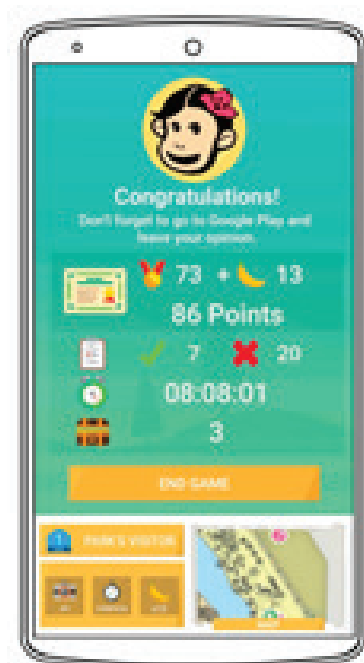 Congratulations!
Don't forget to go to Google Play and
leave your opinion.
73 + 13
86 Points
7 20
08:08:01
3
END GAME
PARK'S VISITOR
MAP